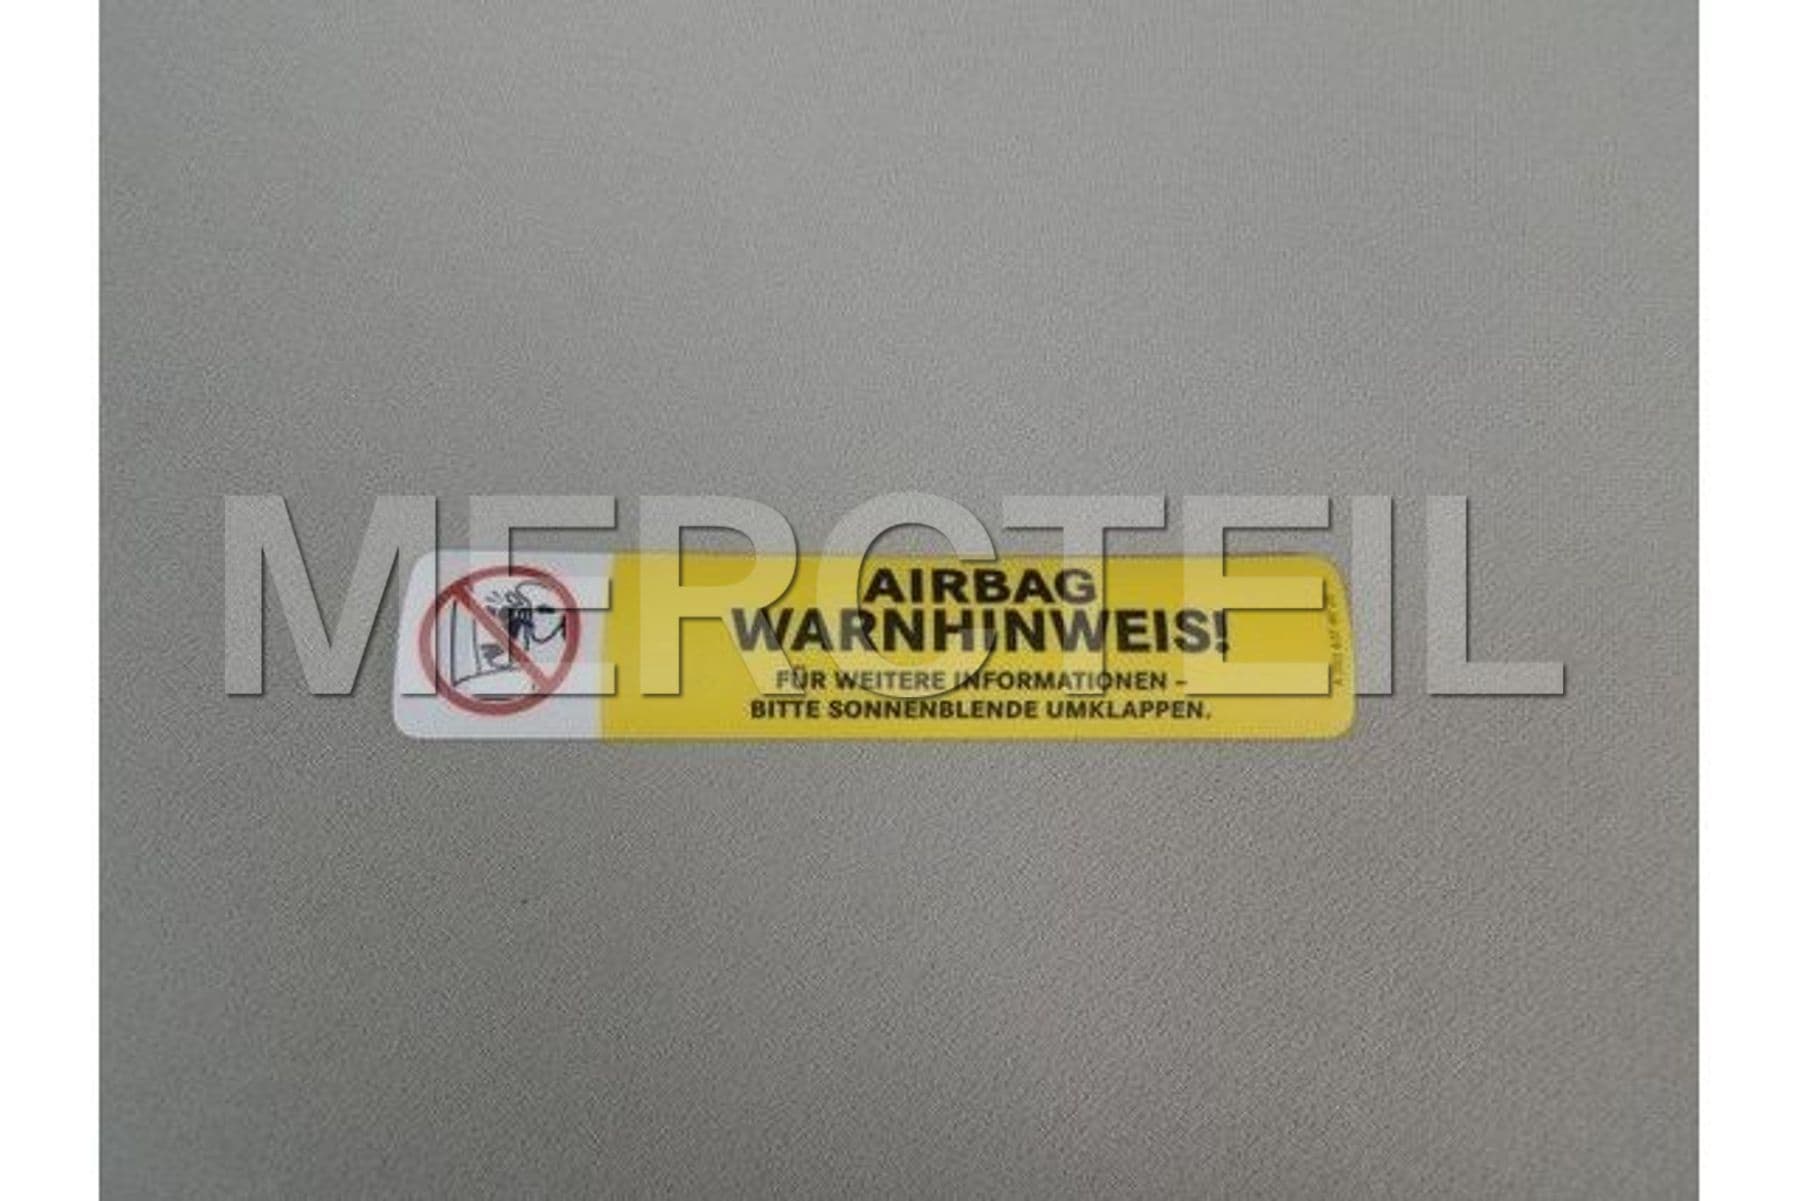 MERCTEIL
AIRBAG
WARNHINWEIS!
FÜR WEITERE INFORMATIONEN –
BITTE SONNENBLENDE UMKLAPPEN.